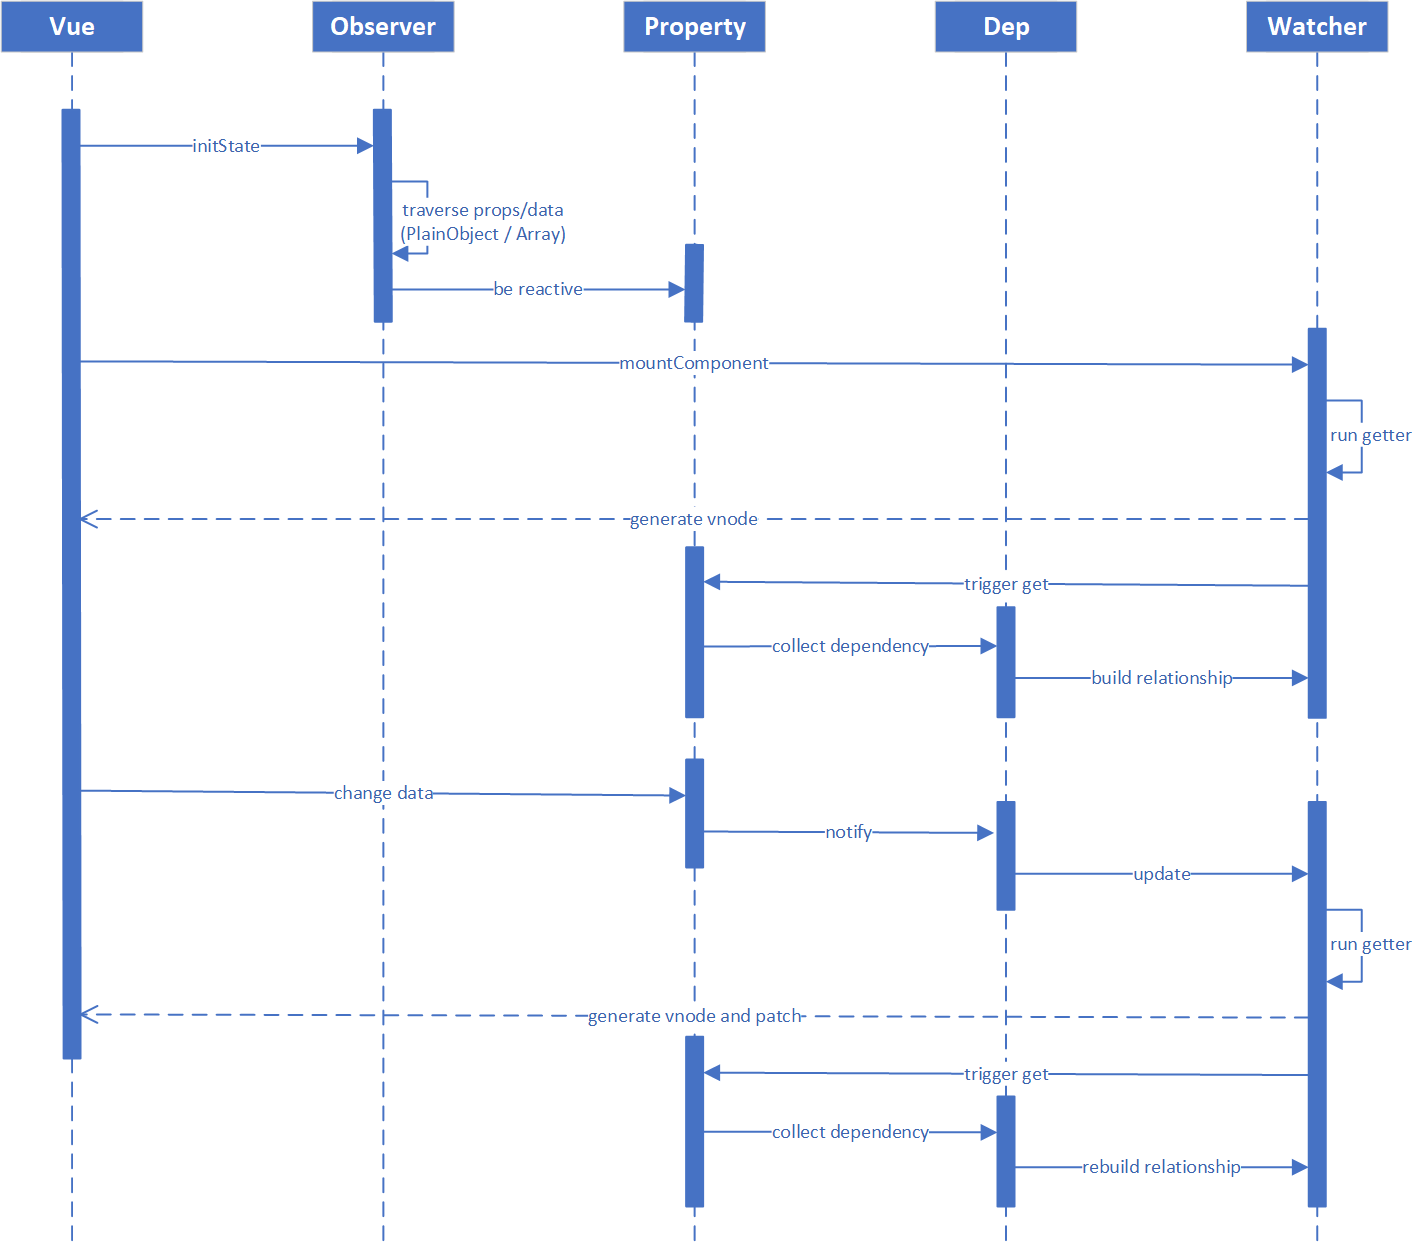 Vue
Observer
Property
Dep
Watcher
initState
traverse props/data
(PlainObject / Array)
be reactive
mountComponent
run getter
generate vnode
trigger get
collect dependency
build relationship
change data
notify
update
run getter
generate vnode and patch
trigger get
collect dependency
rebuild relationship